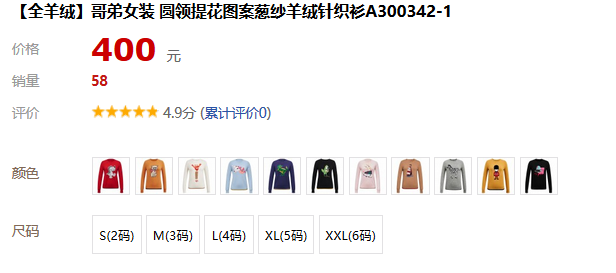 【全羊绒】哥弟女装 圆领提花图案葱纱羊绒针织衫A300342-1
价格 400 元
销量 58
评价 ★★★★★ 4.9分 (累计评价0)
颜色
尺码 S(2码) M(3码) L(4码) XL(5码) XXL(6码)